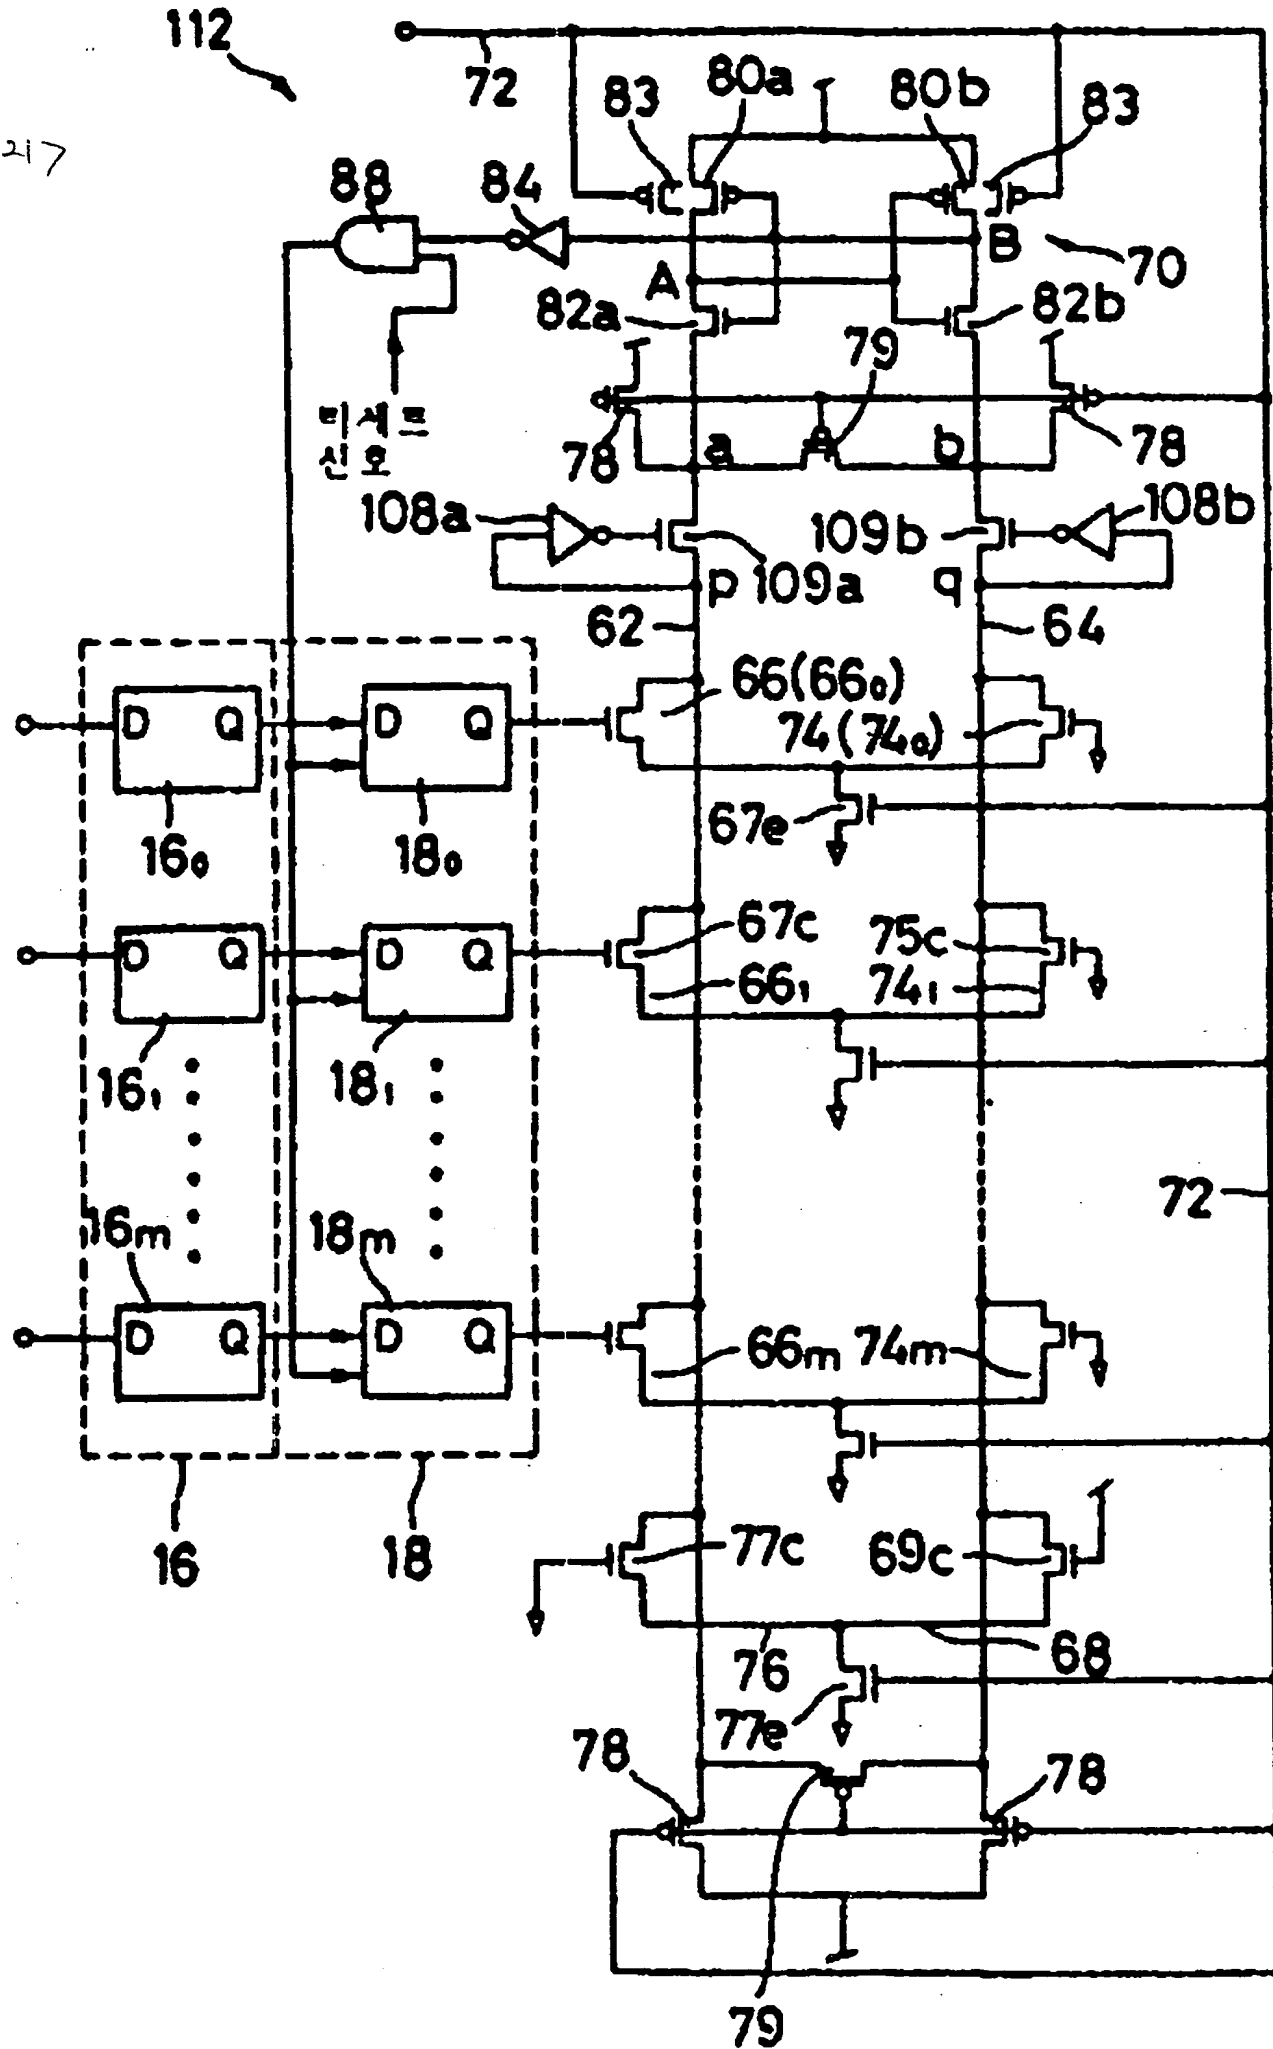 112
72
83
80a
80b
83
217
88
84
B
70
A
82a
82b
79
리세트
신호
78
a
b
78
108a
109b
108b
p
109a
q
62
64
66(66₀)
D Q
D Q
74(74₀)
67e
16₀
18₀
67c
75c
D Q
D Q
66₁
74₁
16₁
18₁
72
16m
18m
D Q
D Q
66m
74m
77c
69c
16
18
76
68
77e
78
78
79